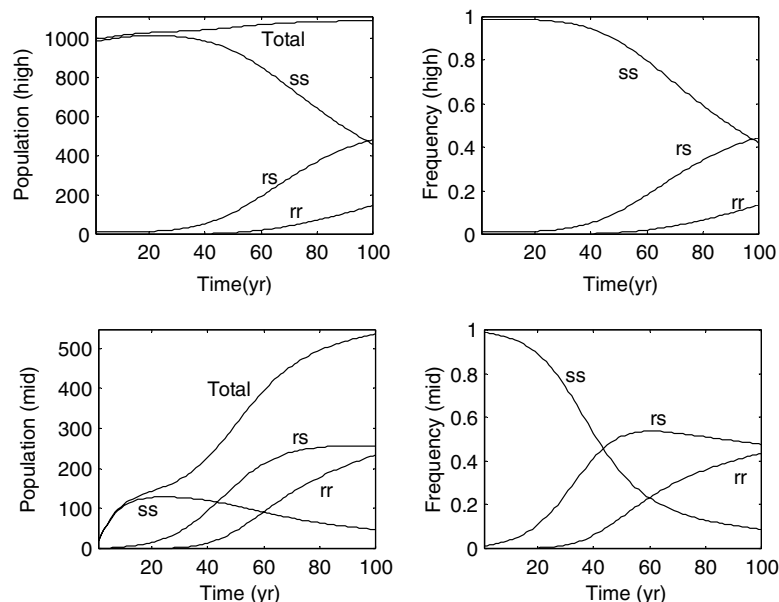 Population (high)
1000
800
600
400
200
0
20
40
60
80
100
Time(yr)
Total
ss
rs
rr
Frequency (high)
1
0.8
0.6
0.4
0.2
0
20
40
60
80
100
Time(yr)
ss
rs
rr
Population (mid)
500
400
300
200
100
0
20
40
60
80
100
Time (yr)
Total
rs
rr
ss
Frequency (mid)
1
0.8
0.6
0.4
0.2
0
20
40
60
80
100
Time (yr)
ss
rs
rr